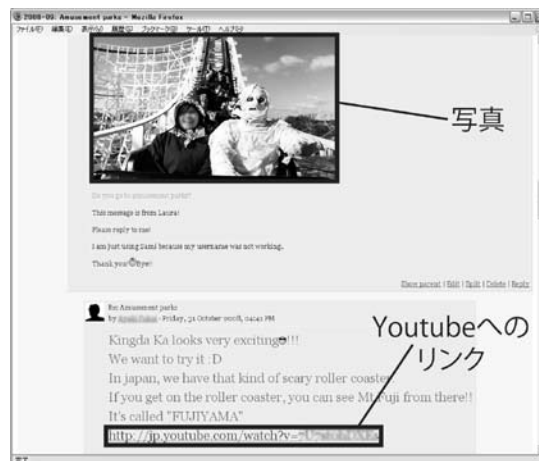 2008-09: Amusement parks - Mozilla Firefox
ファイル(F) 編集(E) 表示(V) 履歴(S) ブックマーク(B) ツール(T) ヘルプ(H)
写真
Do you go to amusement parks?
This message is from Laura!
Please reply to me!
I am just using Sami because my username was not working.
Thank you! Bye!
Show parent | Edit | Split | Delete | Reply
Re: Amusement parks
by - Friday, 31 October 2008, 04:41 PM
Youtubeへの
リンク
Kingda Ka looks very exciting !!!
We want to try it :D
In japan, we have that kind of scary roller coaster.
If you get on the roller coaster, you can see Mt.Fuji from there!!
It's called "FUJIYAMA"
http://jp.youtube.com/watch?v=
完了